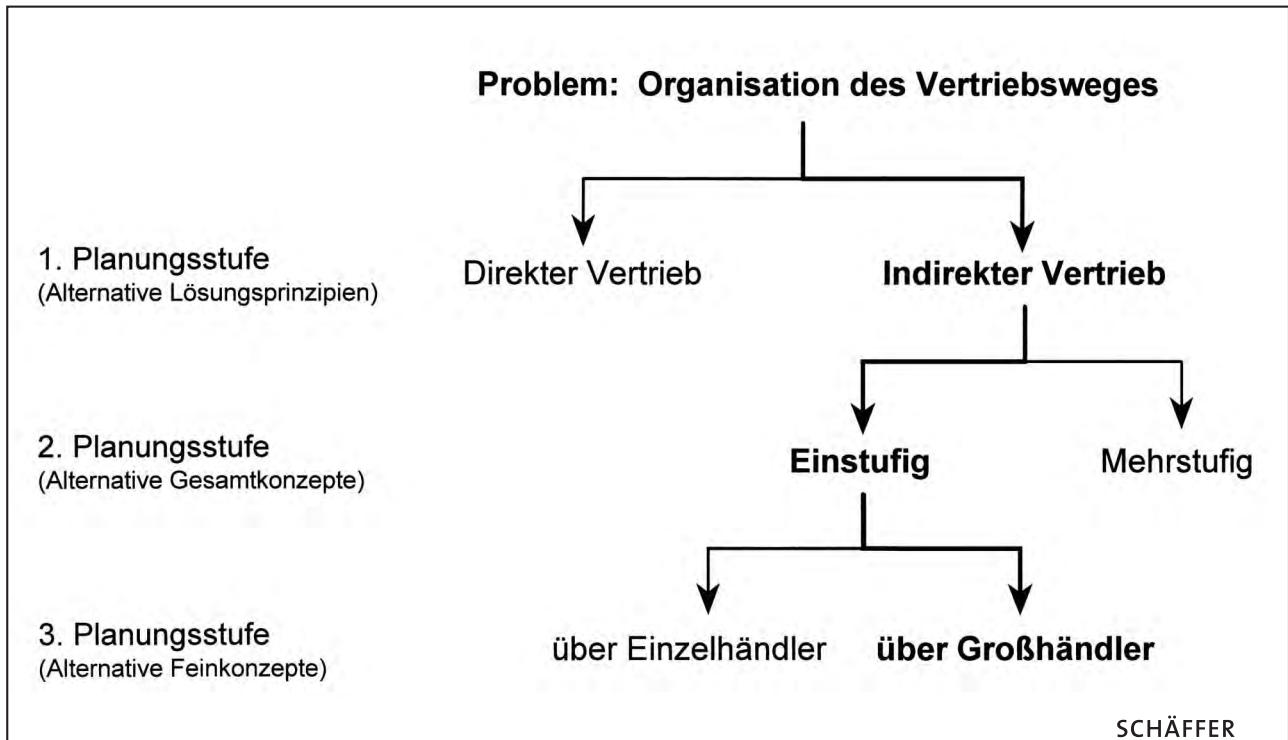 Problem: Organisation des Vertriebsweges
1. Planungsstufe
(Alternative Lösungsprinzipien)
Direkter Vertrieb
Indirekter Vertrieb
2. Planungsstufe
(Alternative Gesamtkonzepte)
Einstufig
Mehrstufig
3. Planungsstufe
(Alternative Feinkonzepte)
über Einzelhändler
über Großhändler
SCHÄFFER